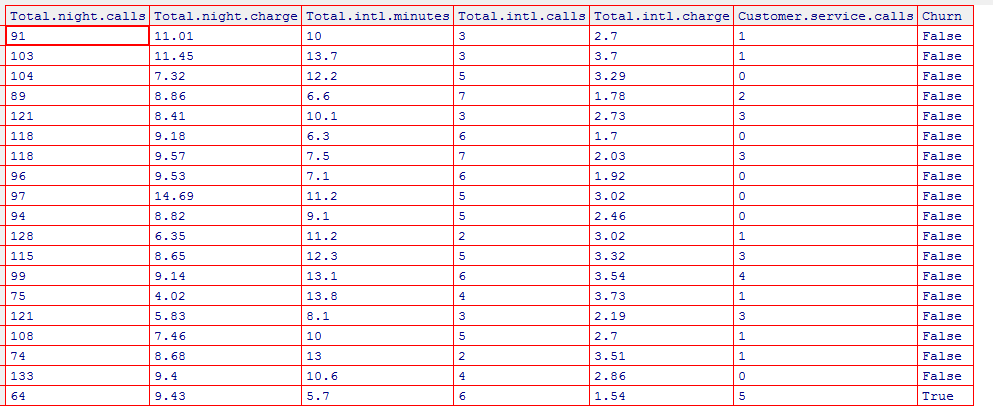 Total.night.calls Total.night.charge Total.intl.minutes Total.intl.calls Total.intl.charge Customer.service.calls Churn
91 11.01 10 3 2.7 1 False
103 11.45 13.7 3 3.7 1 False
104 7.32 12.2 5 3.29 0 False
89 8.86 6.6 7 1.78 2 False
121 8.41 10.1 3 2.73 3 False
118 9.18 6.3 6 1.7 0 False
118 9.57 7.5 7 2.03 3 False
96 9.53 7.1 6 1.92 0 False
97 14.69 11.2 5 3.02 0 False
94 8.82 9.1 5 2.46 0 False
128 6.35 11.2 2 3.02 1 False
115 8.65 12.3 5 3.32 3 False
99 9.14 13.1 6 3.54 4 False
75 4.02 13.8 4 3.73 1 False
121 5.83 8.1 3 2.19 3 False
108 7.46 10 5 2.7 1 False
74 8.68 13 2 3.51 1 False
133 9.4 10.6 4 2.86 0 False
64 9.43 5.7 6 1.54 5 True